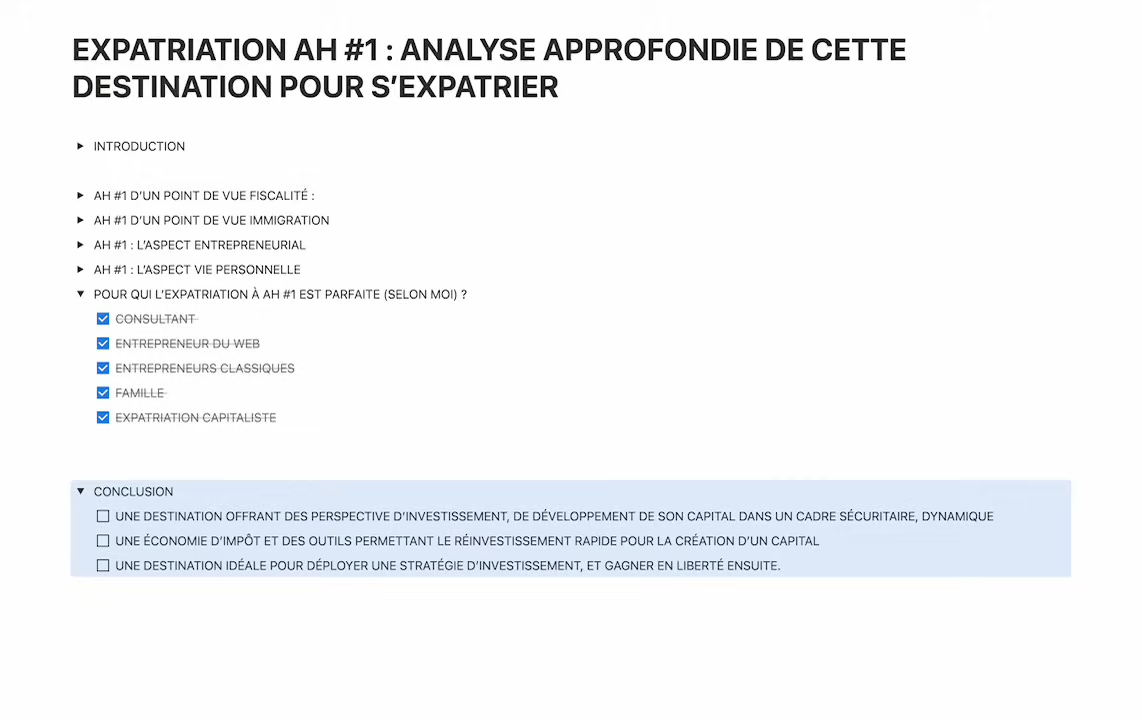 EXPATRIATION AH #1 : ANALYSE APPROFONDIE DE CETTE
DESTINATION POUR S’EXPATRIER
INTRODUCTION
AH #1 D’UN POINT DE VUE FISCALITÉ :
AH #1 D’UN POINT DE VUE IMMIGRATION
AH #1 : L’ASPECT ENTREPRENEURIAL
AH #1 : L’ASPECT VIE PERSONNELLE
POUR QUI L’EXPATRIATION À AH #1 EST PARFAITE (SELON MOI) ?
CONSULTANT
ENTREPRENEUR DU WEB
ENTREPRENEURS CLASSIQUES
FAMILLE
EXPATRIATION CAPITALISTE
CONCLUSION
UNE DESTINATION OFFRANT DES PERSPECTIVE D’INVESTISSEMENT, DE DÉVELOPPEMENT DE SON CAPITAL DANS UN CADRE SÉCURITAIRE, DYNAMIQUE
UNE ÉCONOMIE D’IMPÔT ET DES OUTILS PERMETTANT LE RÉINVESTISSEMENT RAPIDE POUR LA CRÉATION D’UN CAPITAL
UNE DESTINATION IDÉALE POUR DÉPLOYER UNE STRATÉGIE D’INVESTISSEMENT, ET GAGNER EN LIBERTÉ ENSUITE.